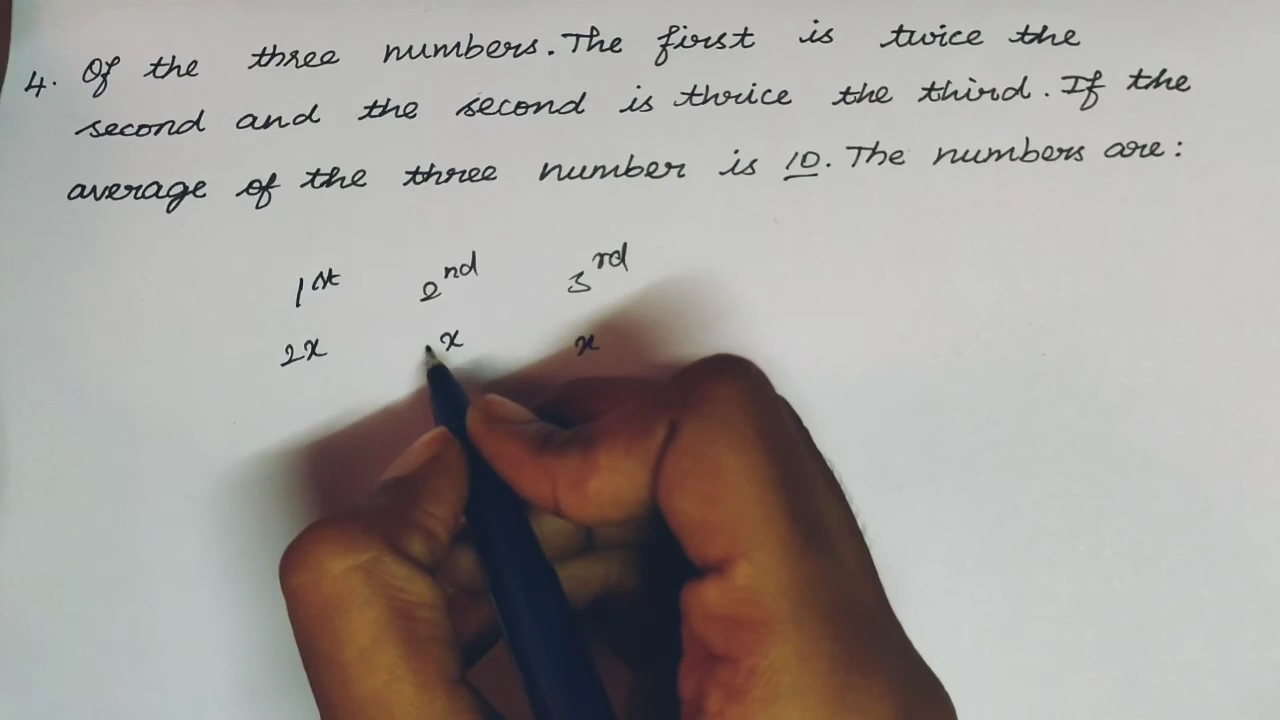 4. Of the three numbers. The first is twice the
second and the second is thrice the third. If the
average of the three number is 10. The numbers are:
1st 2nd 3rd
2x x x